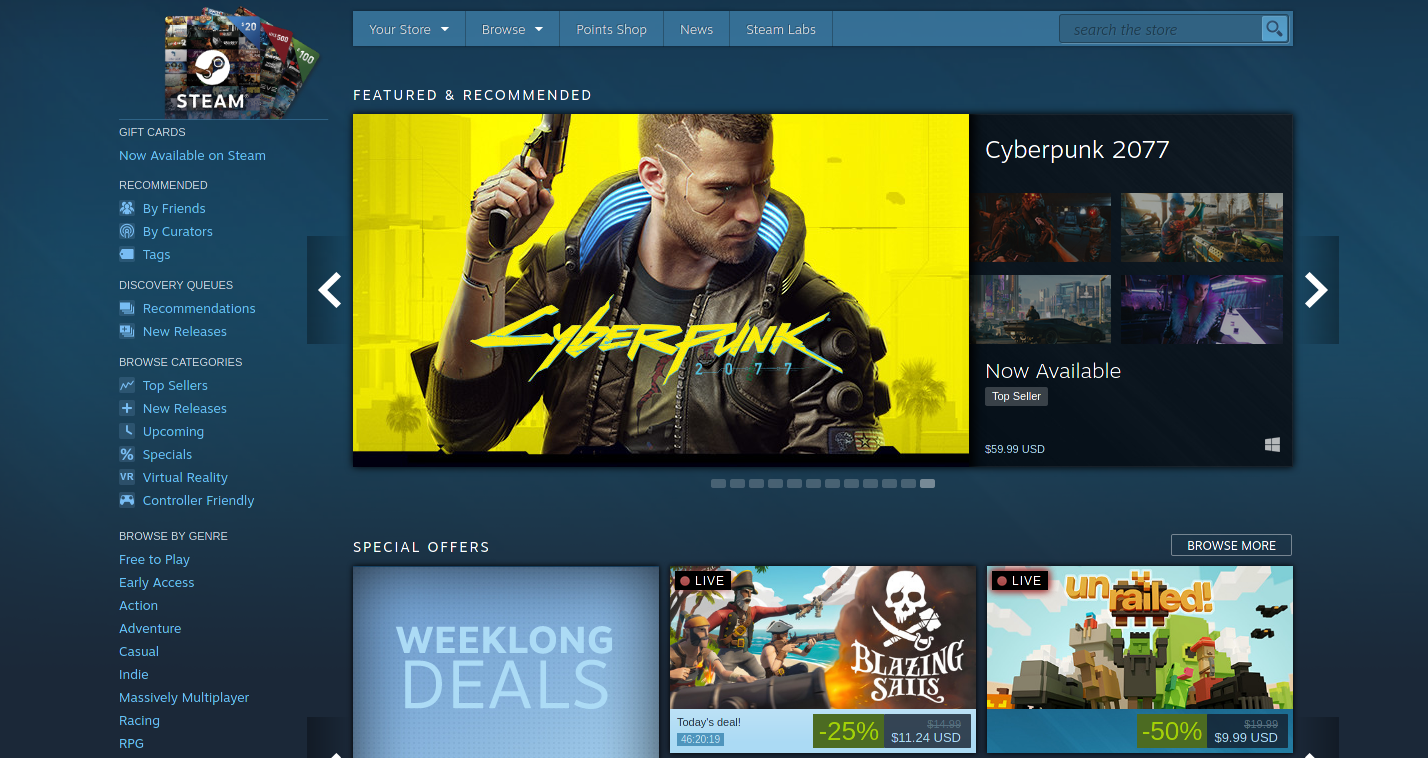 $20
500
$100
STEAM
GIFT CARDS
Now Available on Steam
RECOMMENDED
By Friends
By Curators
Tags
DISCOVERY QUEUES
Recommendations
New Releases
BROWSE CATEGORIES
Top Sellers
New Releases
Upcoming
Specials
VR Virtual Reality
Controller Friendly
BROWSE BY GENRE
Free to Play
Early Access
Action
Adventure
Casual
Indie
Massively Multiplayer
Racing
RPG
Your Store
Browse
Points Shop
News
Steam Labs
search the store
FEATURED & RECOMMENDED
Cyberpunk
2077
Cyberpunk 2077
Now Available
Top Seller
$59.99 USD
SPECIAL OFFERS
BROWSE MORE
WEEKLONG
DEALS
LIVE
BLAZING
SAILS
Today's deal!
46:20:19
-25%
$14.99
$11.24 USD
LIVE
unrailed!
-50%
$19.99
$9.99 USD